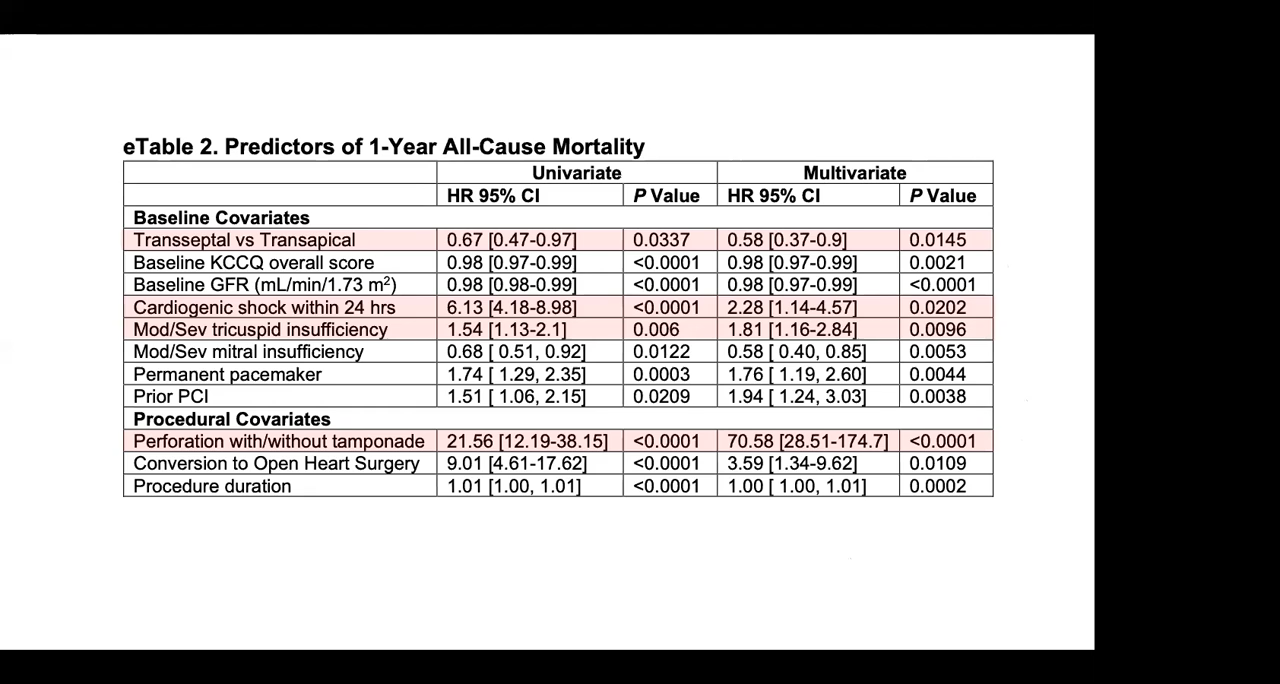 eTable 2. Predictors of 1-Year All-Cause Mortality
Univariate Multivariate
HR 95% CI P Value HR 95% CI P Value
Baseline Covariates
Transseptal vs Transapical 0.67 [0.47-0.97] 0.0337 0.58 [0.37-0.9] 0.0145
Baseline KCCQ overall score 0.98 [0.97-0.99] <0.0001 0.98 [0.97-0.99] 0.0021
Baseline GFR (mL/min/1.73 m²) 0.98 [0.98-0.99] <0.0001 0.98 [0.97-0.99] <0.0001
Cardiogenic shock within 24 hrs 6.13 [4.18-8.98] <0.0001 2.28 [1.14-4.57] 0.0202
Mod/Sev tricuspid insufficiency 1.54 [1.13-2.1] 0.006 1.81 [1.16-2.84] 0.0096
Mod/Sev mitral insufficiency 0.68 [ 0.51, 0.92] 0.0122 0.58 [ 0.40, 0.85] 0.0053
Permanent pacemaker 1.74 [ 1.29, 2.35] 0.0003 1.76 [ 1.19, 2.60] 0.0044
Prior PCI 1.51 [ 1.06, 2.15] 0.0209 1.94 [ 1.24, 3.03] 0.0038
Procedural Covariates
Perforation with/without tamponade 21.56 [12.19-38.15] <0.0001 70.58 [28.51-174.7] <0.0001
Conversion to Open Heart Surgery 9.01 [4.61-17.62] <0.0001 3.59 [1.34-9.62] 0.0109
Procedure duration 1.01 [1.00, 1.01] <0.0001 1.00 [ 1.00, 1.01] 0.0002